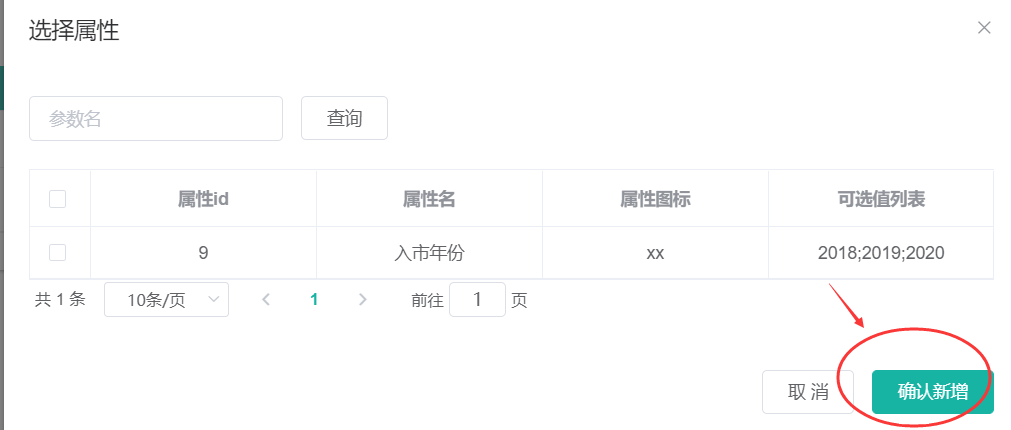 选择属性
参数名 查询
属性id 属性名 属性图标 可选值列表
9 入市年份 xx 2018;2019;2020
共 1 条 10条/页 1 前往 1 页
取 消 确认新增